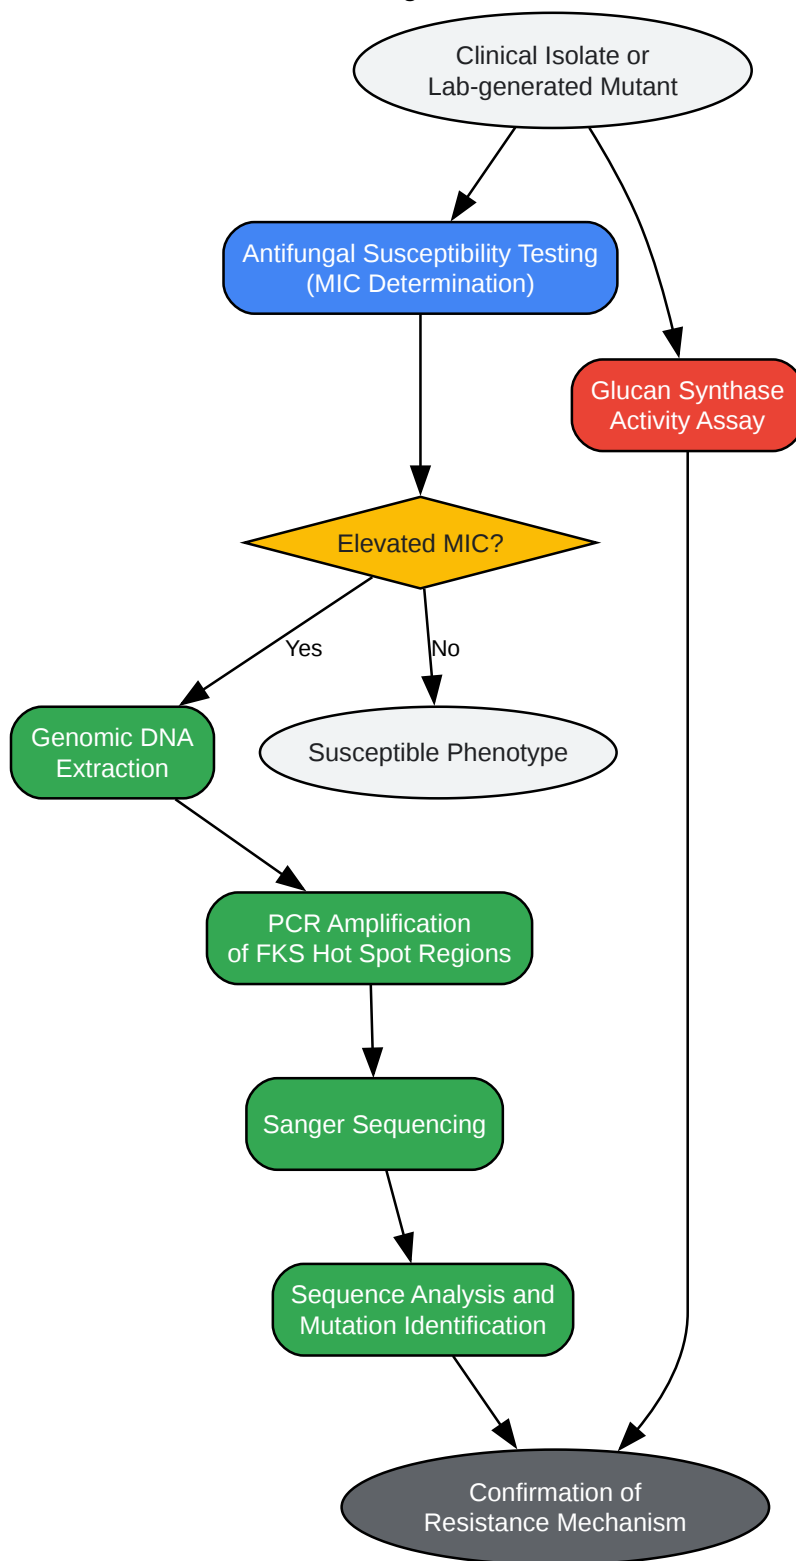 Clinical Isolate or
Lab-generated Mutant
Antifungal Susceptibility Testing
(MIC Determination)
Glucan Synthase
Activity Assay
Elevated MIC?
Yes
No
Genomic DNA
Extraction
Susceptible Phenotype
PCR Amplification
of FKS Hot Spot Regions
Sanger Sequencing
Sequence Analysis and
Mutation Identification
Confirmation of
Resistance Mechanism